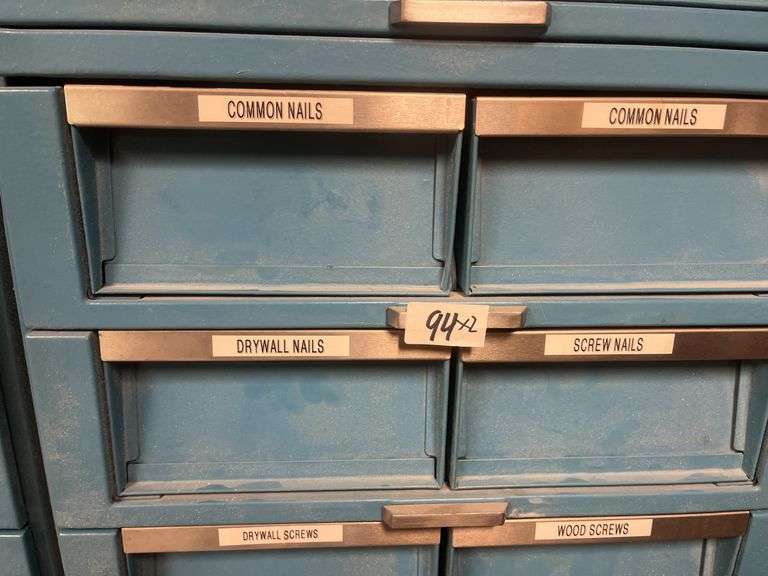 COMMON NAILS
COMMON NAILS
94x2
DRYWALL NAILS
SCREW NAILS
DRYWALL SCREWS
WOOD SCREWS